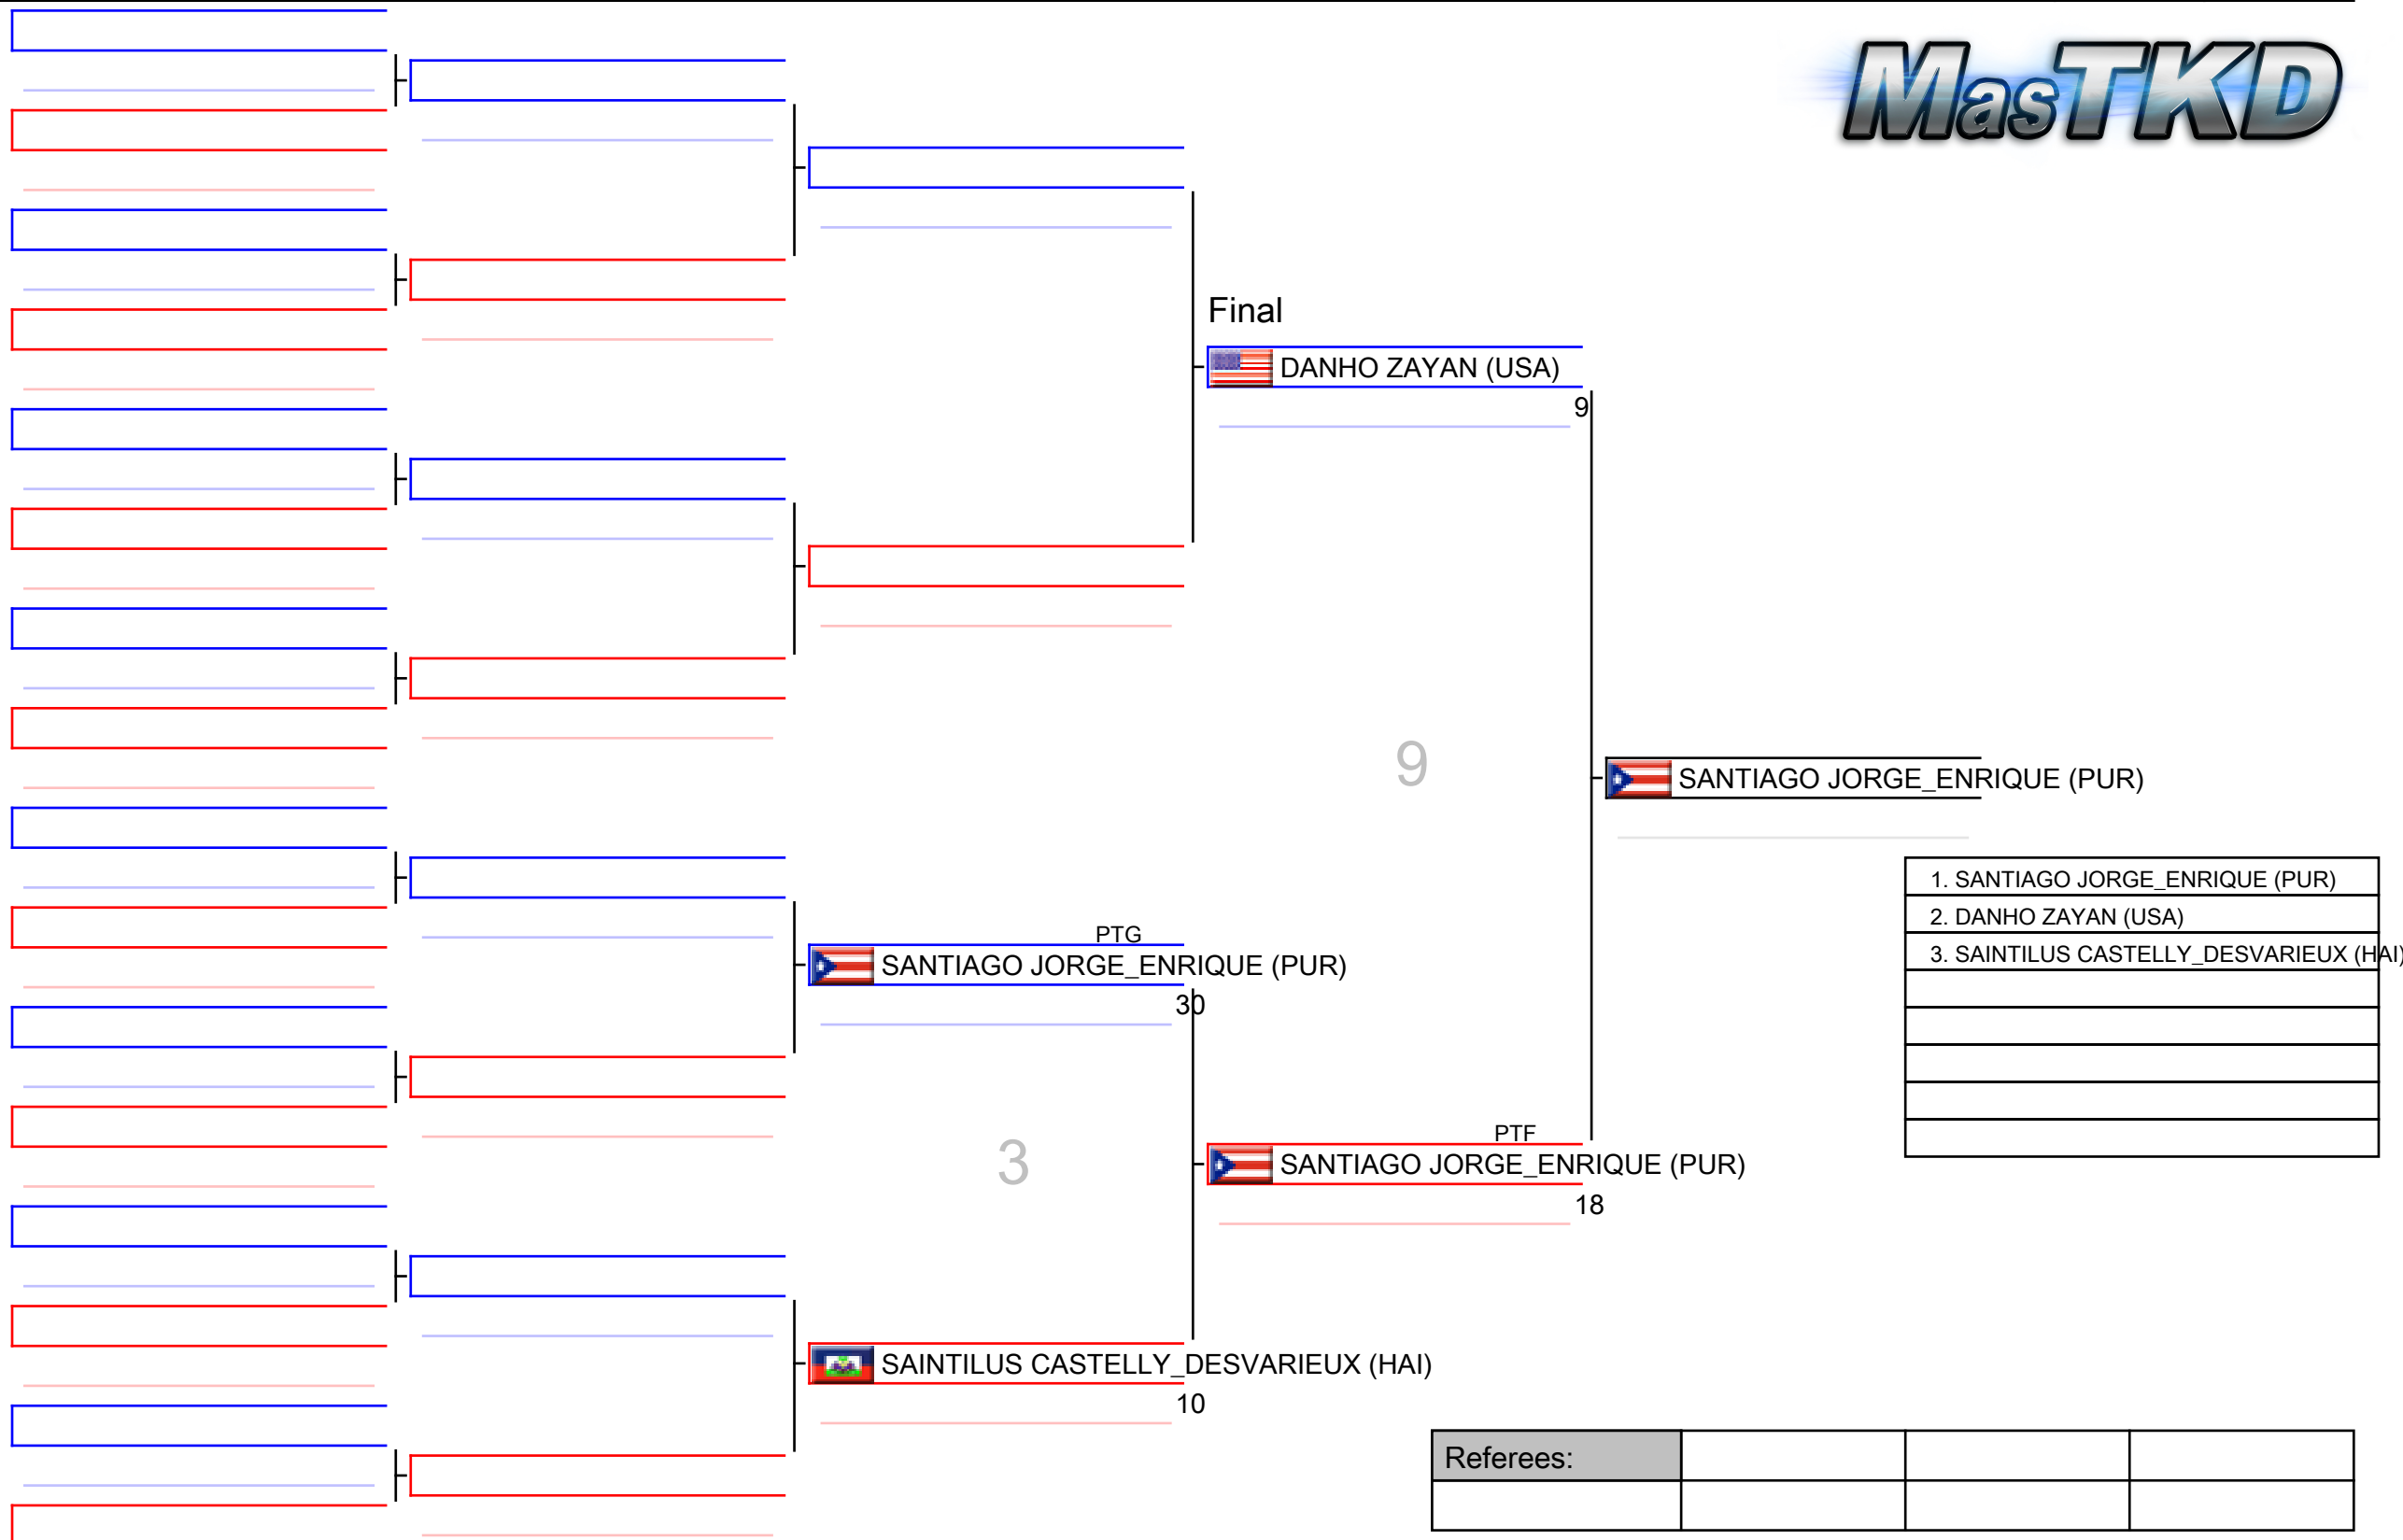 MasTKD
Final
DANHO ZAYAN (USA)
9
9
SANTIAGO JORGE_ENRIQUE (PUR)
1. SANTIAGO JORGE_ENRIQUE (PUR)
2. DANHO ZAYAN (USA)
3. SAINTILUS CASTELLY_DESVARIEUX (HAI)
PTG
SANTIAGO JORGE_ENRIQUE (PUR)
30
3
PTF
SANTIAGO JORGE_ENRIQUE (PUR)
18
SAINTILUS CASTELLY_DESVARIEUX (HAI)
10
Referees: